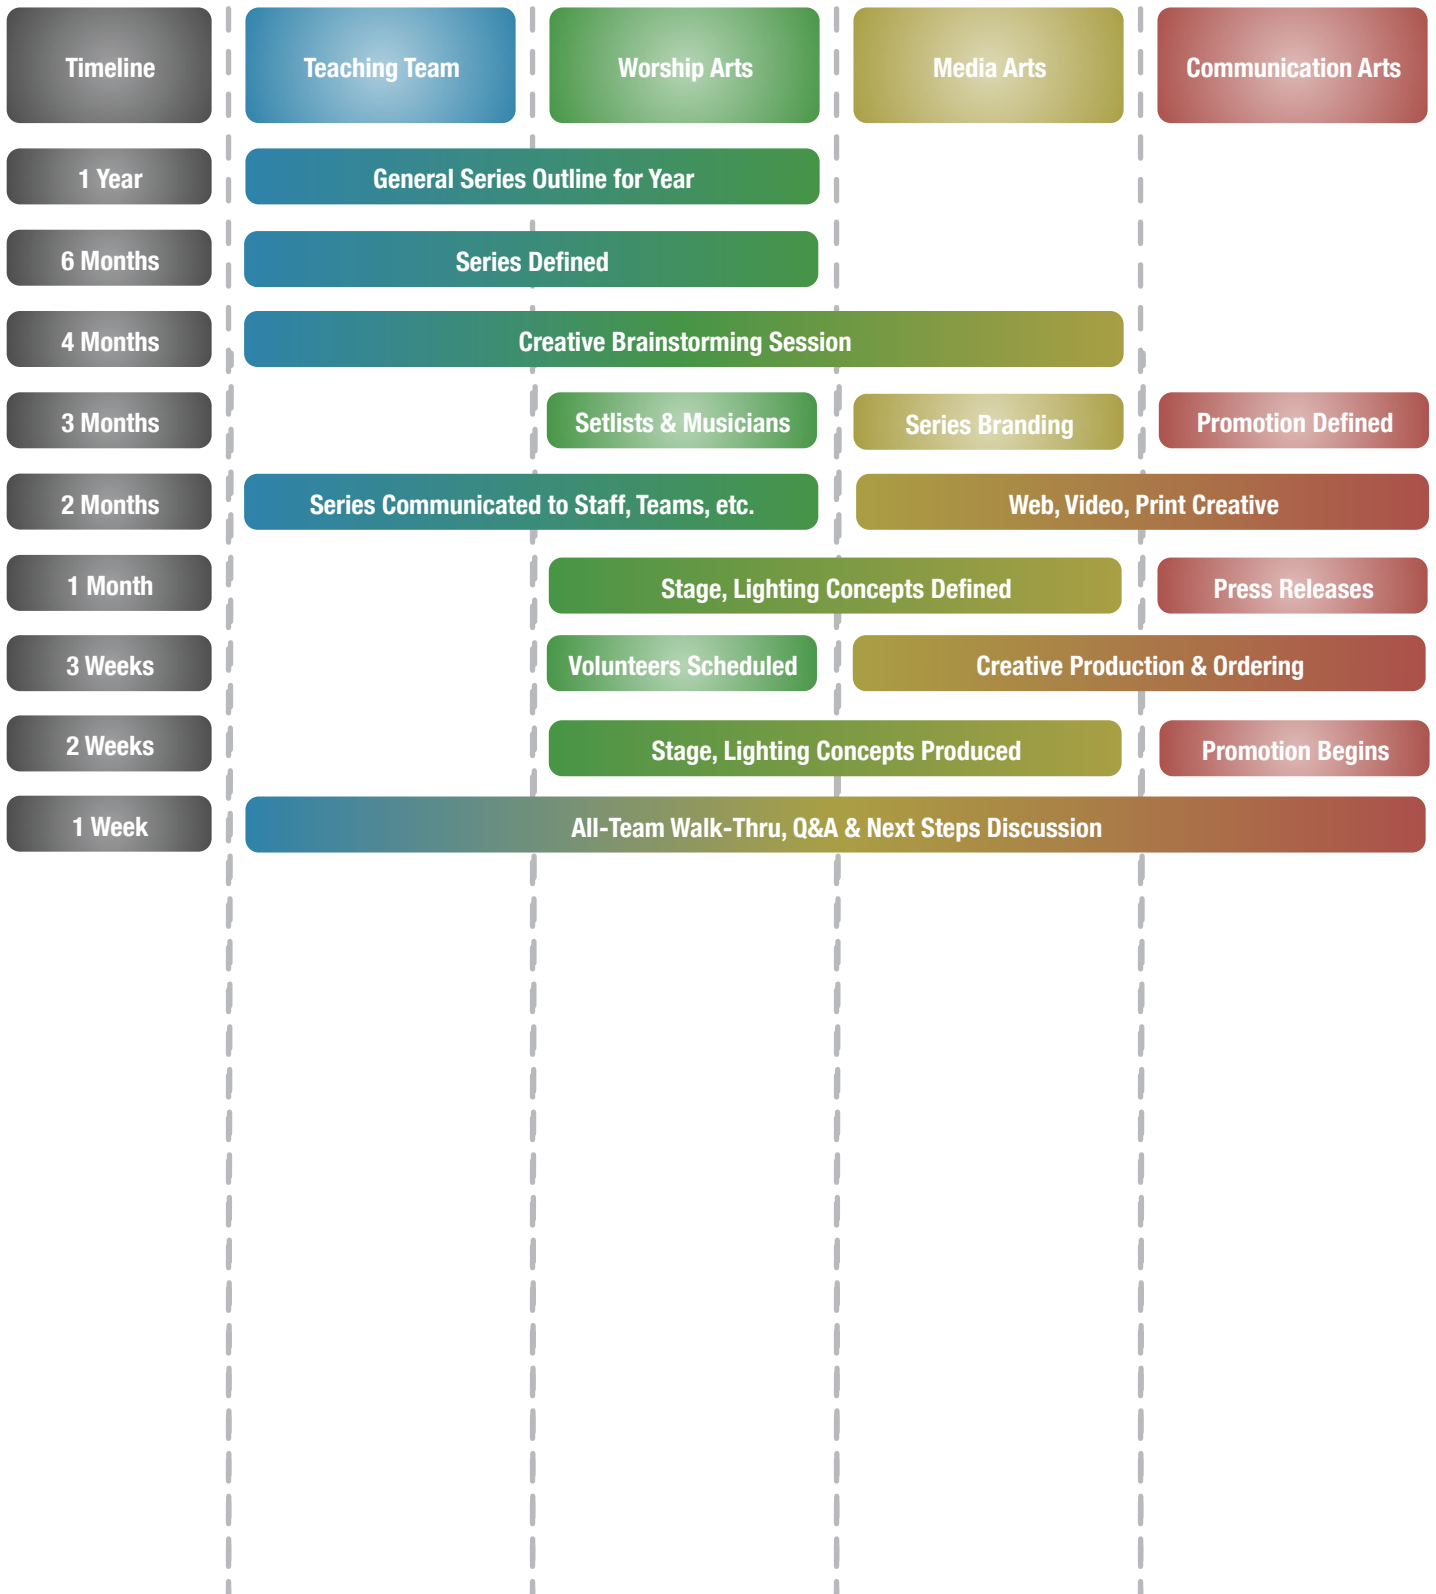 Timeline
Teaching Team
Worship Arts
Media Arts
Communication Arts
1 Year
General Series Outline for Year
6 Months
Series Defined
4 Months
Creative Brainstorming Session
3 Months
Setlists & Musicians
Series Branding
Promotion Defined
2 Months
Series Communicated to Staff, Teams, etc.
Web, Video, Print Creative
1 Month
Stage, Lighting Concepts Defined
Press Releases
3 Weeks
Volunteers Scheduled
Creative Production & Ordering
2 Weeks
Stage, Lighting Concepts Produced
Promotion Begins
1 Week
All-Team Walk-Thru, Q&A & Next Steps Discussion